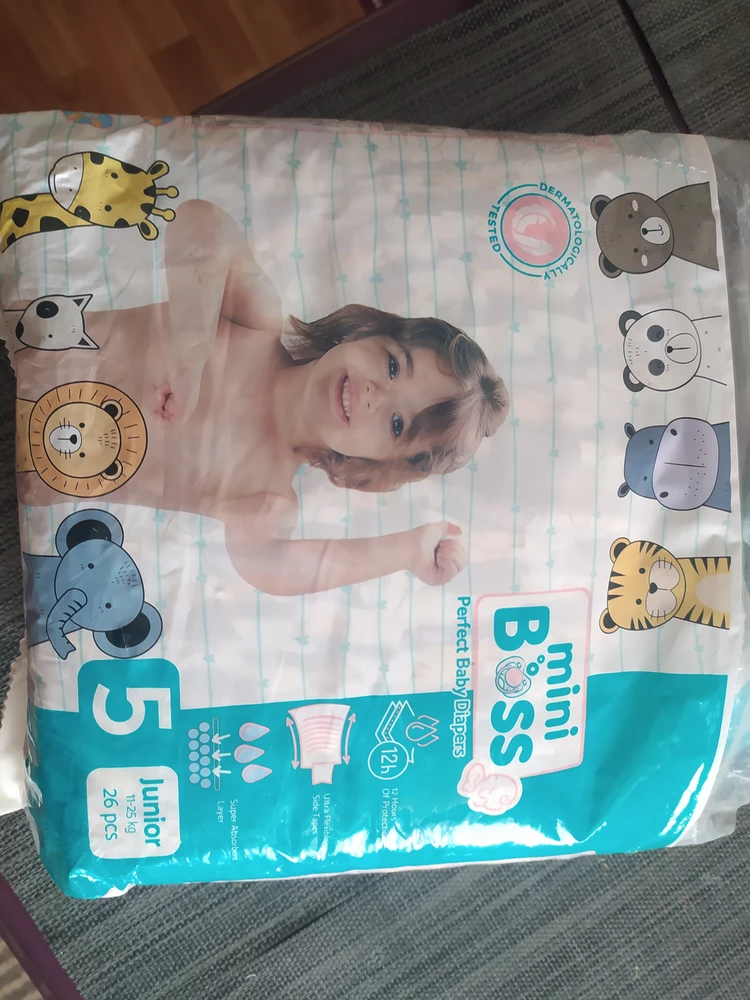 DERMATOLOGICALLY
TESTED
mini
Boss
Perfect Baby Diapers
12h
12 Hours
Of Protection
Ultra Flexible
Side Tapes
Super Absorben
Layer
5
Junior
11-25 kg
26 pcs